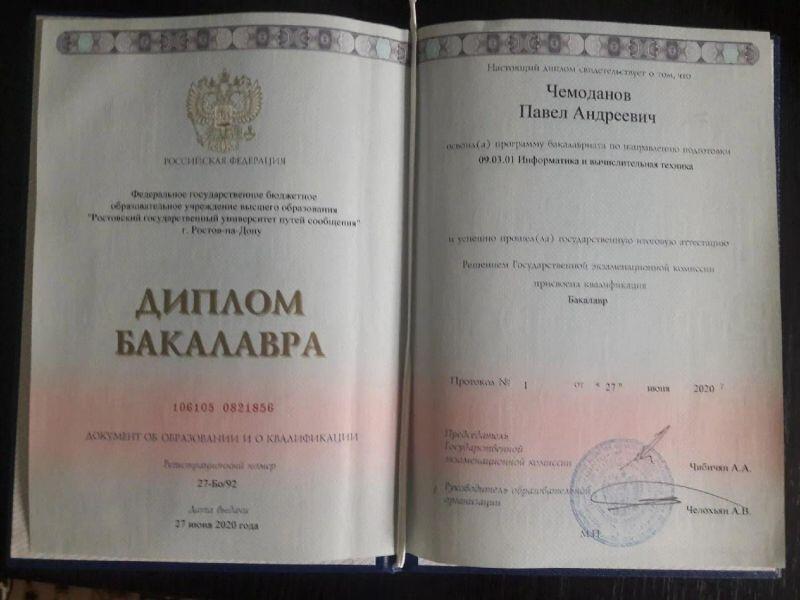 РОССИЙСКАЯ ФЕДЕРАЦИЯ
Федеральное государственное бюджетное
образовательное учреждение высшего образования
"Ростовский государственный университет путей сообщения"
г. Ростов-на-Дону
ДИПЛОМ
БАКАЛАВРА
106105 0821856
ДОКУМЕНТ ОБ ОБРАЗОВАНИИ И О КВАЛИФИКАЦИИ
Регистрационный номер
27-Бо/92
Дата выдачи
27 июня 2020 года
Настоящий диплом свидетельствует о том, что
Чемоданов
Павел Андреевич
освоил(а) программу бакалавриата по направлению подготовки
09.03.01 Информатика и вычислительная техника
и успешно прошел(ла) государственную итоговую аттестацию
Решением Государственной экзаменационной комиссии
присвоена квалификация
Бакалавр
Протокол № 1 от « 27 » июня 2020 г
Председатель
Государственной
экзаменационной комиссии
Чибичян А.А.
Руководитель образовательной
организации
Челохьян А.В.
М.П.